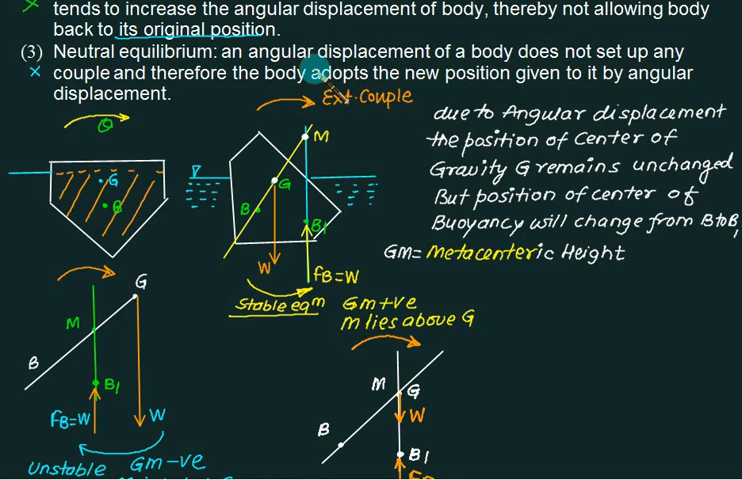 tends to increase the angular displacement of body, thereby not allowing body
back to its original position.
(3) Neutral equilibrium: an angular displacement of a body does not set up any
couple and therefore the body adopts the new position given to it by angular
displacement.
Ext. Couple
due to Angular displacement
the position of Center of
Gravity G remains unchanged
But position of center of
Buoyancy will change from B to B1
GM = Metacenteric Height
θ
G
B
M
G
B
B1
W
FB=W
Stable eqm
Gm +ve
m lies above G
G
M
B
B1
FB=W
W
Unstable
Gm -ve
M
G
W
B
B1